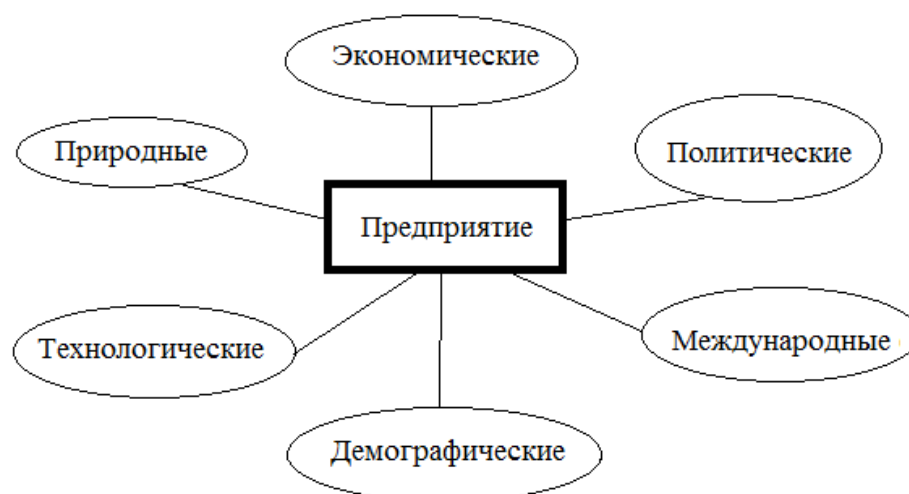 Экономические
Природные
Политические
Предприятие
Технологические
Международные
Демографические